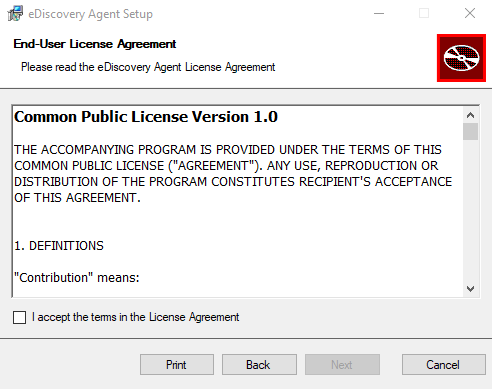 eDiscovery Agent Setup
End-User License Agreement
Please read the eDiscovery Agent License Agreement
Common Public License Version 1.0
THE ACCOMPANYING PROGRAM IS PROVIDED UNDER THE TERMS OF THIS
COMMON PUBLIC LICENSE ("AGREEMENT"). ANY USE, REPRODUCTION OR
DISTRIBUTION OF THE PROGRAM CONSTITUTES RECIPIENT'S ACCEPTANCE
OF THIS AGREEMENT.
1. DEFINITIONS
"Contribution" means:
I accept the terms in the License Agreement
Print Back Next Cancel